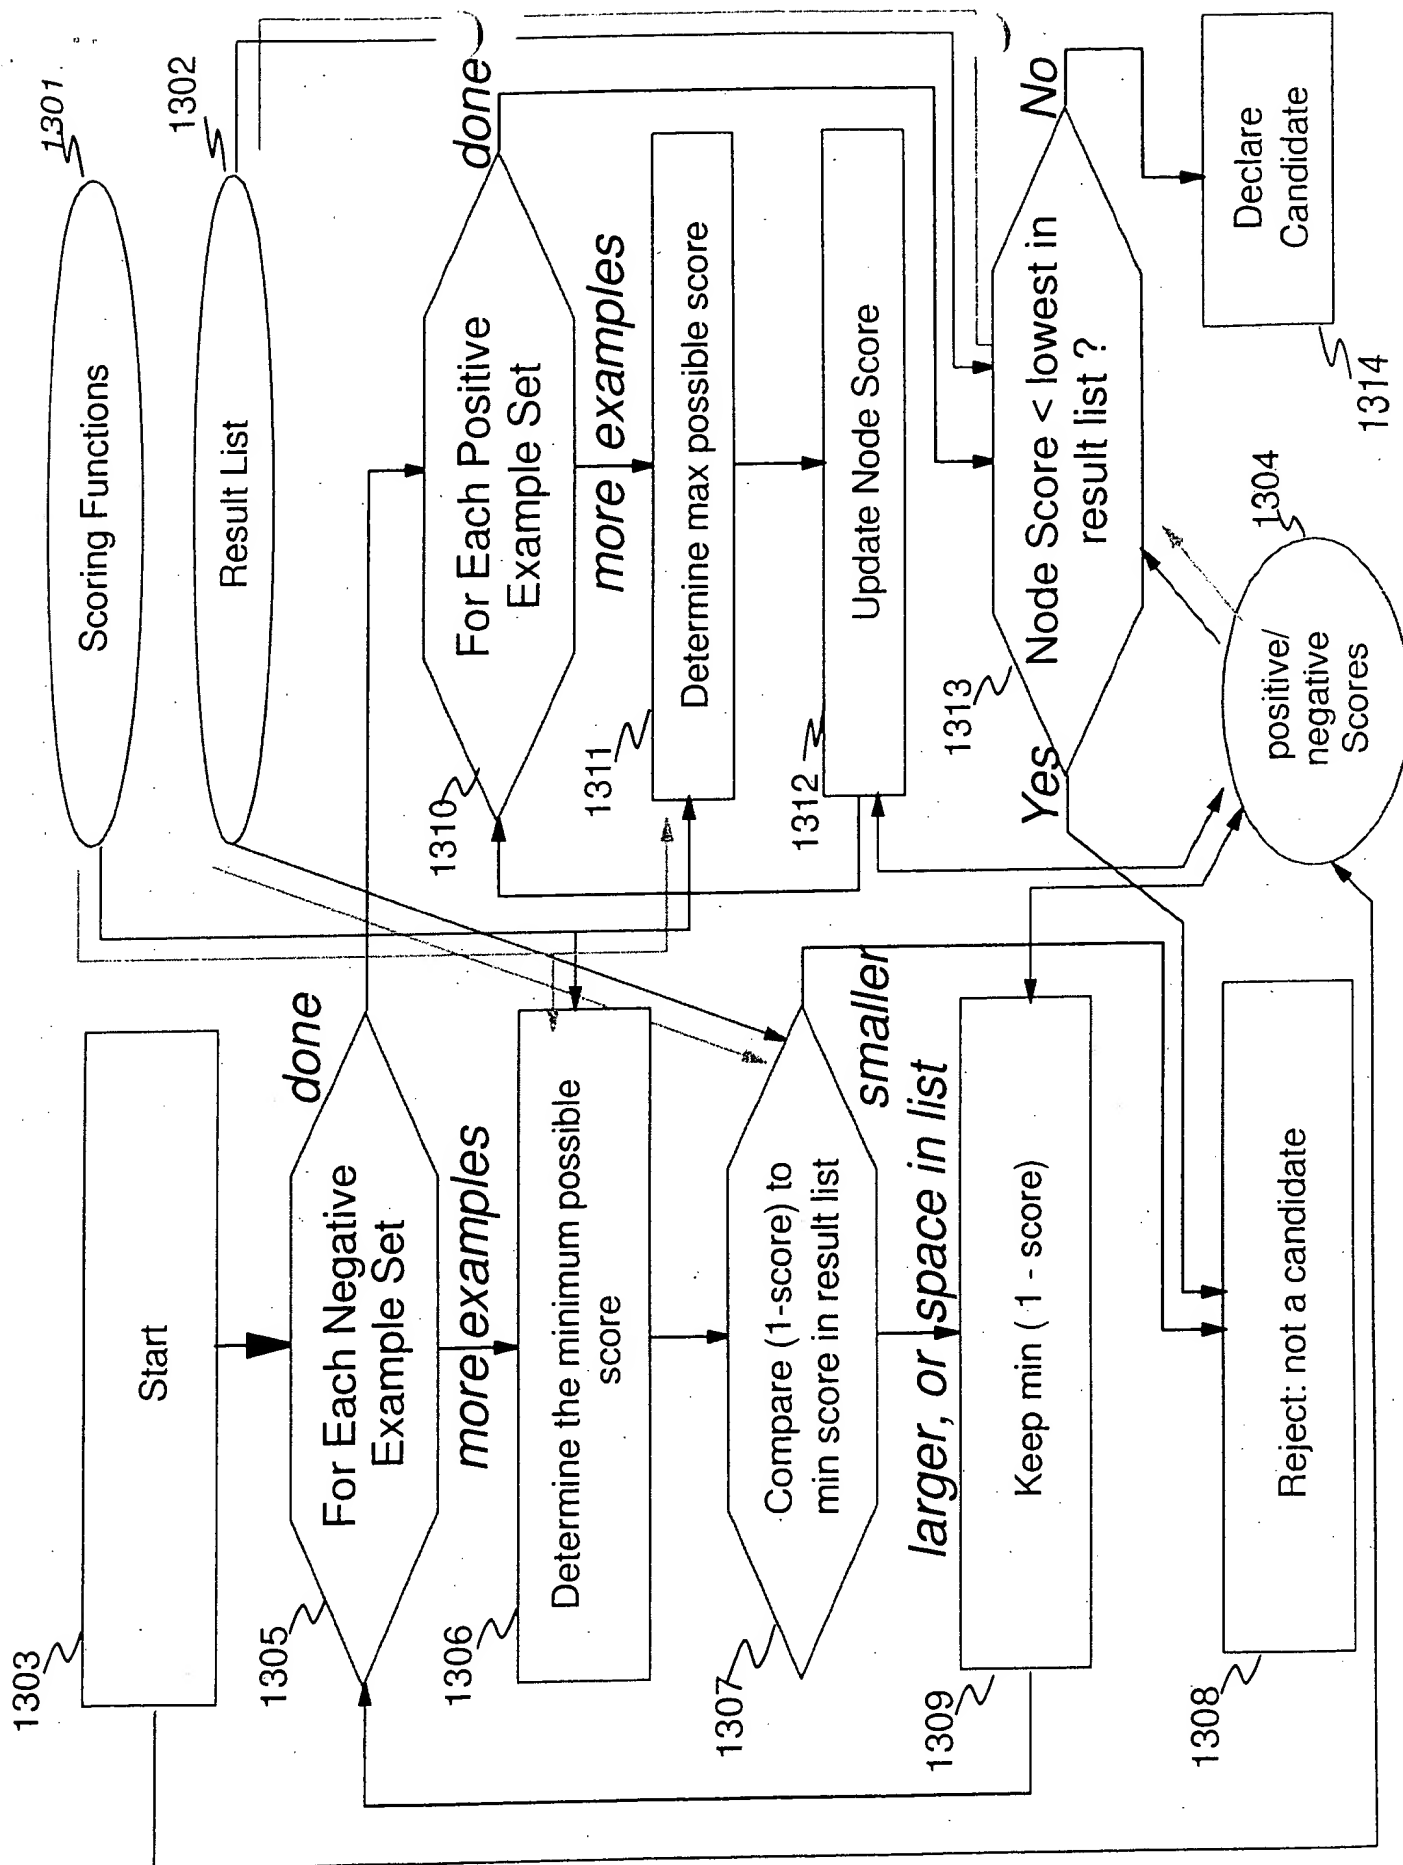 1303
Start
1305
For Each Negative
Example Set
done
more examples
1306
Determine the minimum possible
score
1307
Compare (1-score) to
min score in result list
smaller
larger, or space in list
1309
Keep min ( 1 - score)
1308
Reject: not a candidate
1301
Scoring Functions
1302
Result List
1310
For Each Positive
Example Set
done
more examples
1311
Determine max possible score
1312
Update Node Score
1313
Node Score < lowest in
result list ?
Yes
No
1304
positive/
negative
Scores
1314
Declare
Candidate